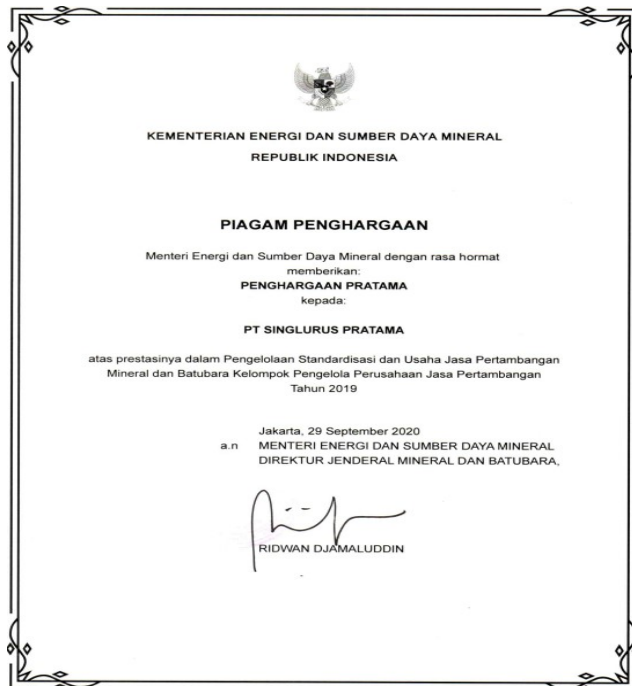 KEMENTERIAN ENERGI DAN SUMBER DAYA MINERAL
REPUBLIK INDONESIA
PIAGAM PENGHARGAAN
Menteri Energi dan Sumber Daya Mineral dengan rasa hormat
memberikan:
PENGHARGAAN PRATAMA
kepada:
PT SINGLURUS PRATAMA
atas prestasinya dalam Pengelolaan Standardisasi dan Usaha Jasa Pertambangan
Mineral dan Batubara Kelompok Pengelola Perusahaan Jasa Pertambangan
Tahun 2019
Jakarta, 29 September 2020
a.n MENTERI ENERGI DAN SUMBER DAYA MINERAL
DIREKTUR JENDERAL MINERAL DAN BATUBARA,
RIDWAN DJAMALUDDIN